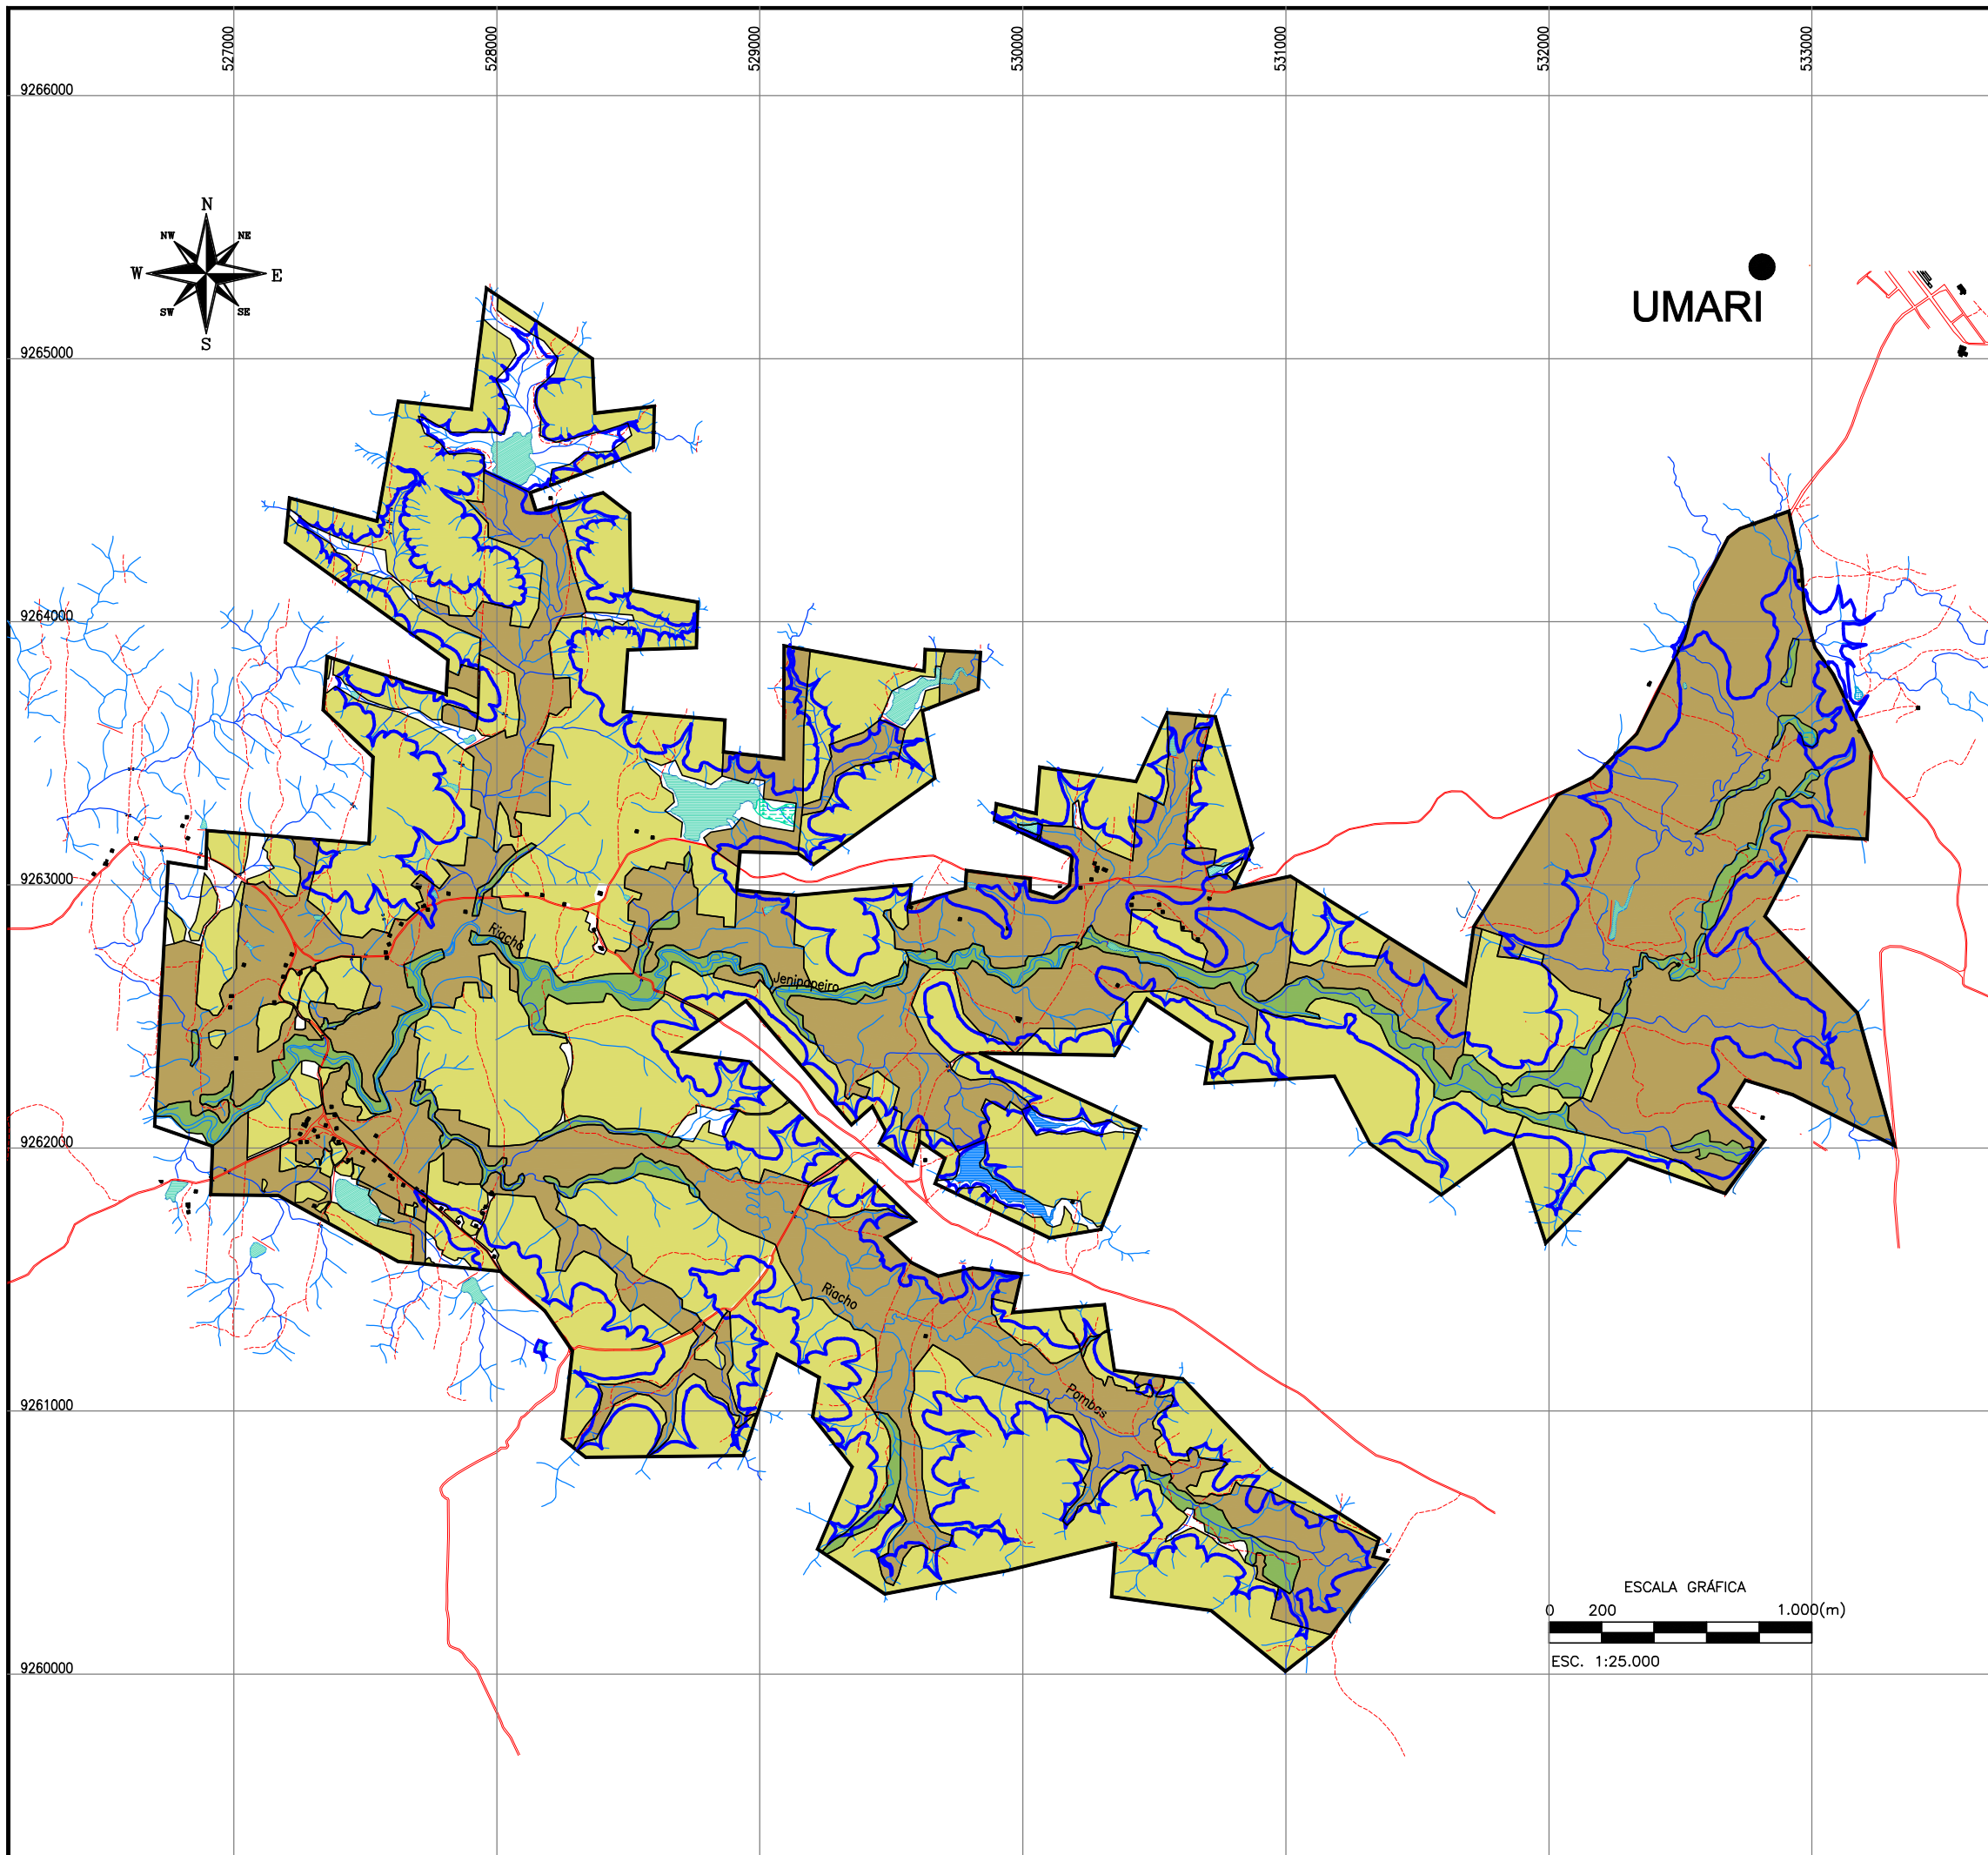 527000
528000
529000
530000
531000
532000
533000
9266000
N
NW
NE
W
E
SW
SE
S
UMARI
9265000
9264000
9263000
Riacho
Jenipapeiro
9262000
Riacho
Pombas
9261000
ESCALA GRÁFICA
0 200 1.000(m)
ESC. 1:25.000
9260000